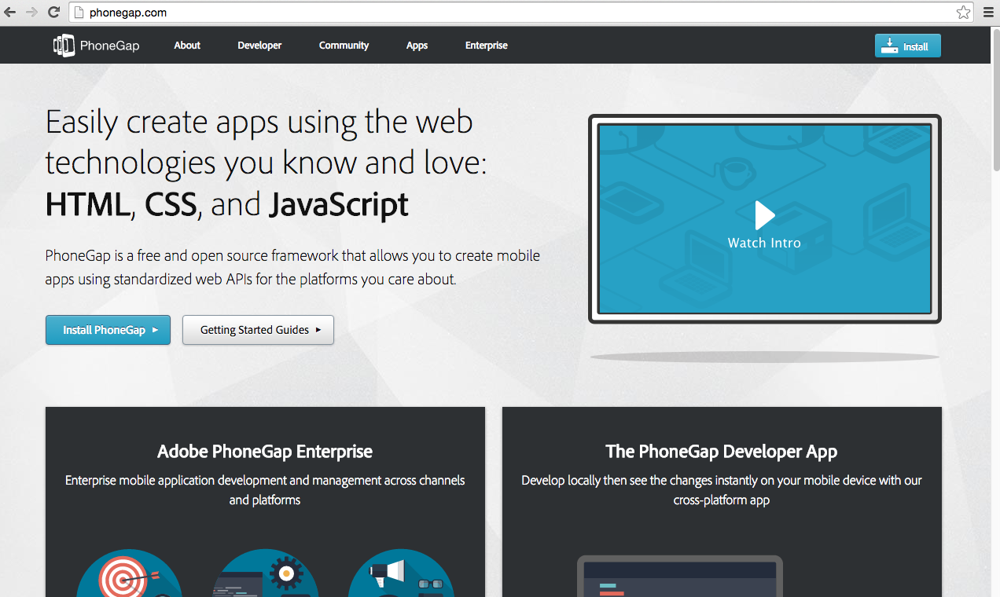 phonegap.com
PhoneGap About Developer Community Apps Enterprise Install
Easily create apps using the web
technologies you know and love:
HTML, CSS, and JavaScript
PhoneGap is a free and open source framework that allows you to create mobile
apps using standardized web APIs for the platforms you care about.
Install PhoneGap Getting Started Guides
Watch Intro
Adobe PhoneGap Enterprise
Enterprise mobile application development and management across channels
and platforms
The PhoneGap Developer App
Develop locally then see the changes instantly on your mobile device with our
cross-platform app